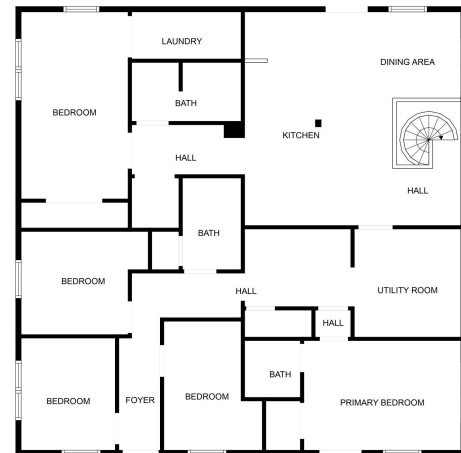 LAUNDRY
DINING AREA
BEDROOM
BATH
KITCHEN
HALL
HALL
BATH
BEDROOM
HALL
UTILITY ROOM
HALL
BATH
BEDROOM
FOYER
BEDROOM
PRIMARY BEDROOM